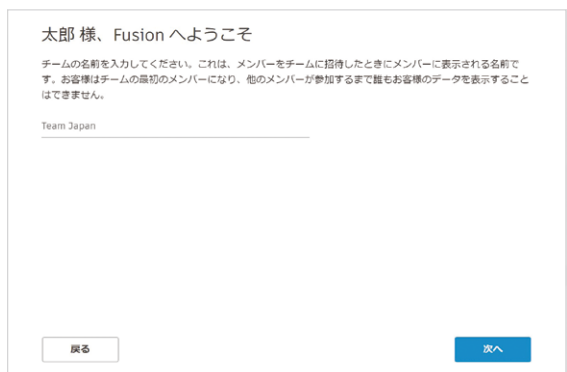 太郎 様、Fusion へようこそ
チームの名前を入力してください。これは、メンバーをチームに招待したときにメンバーに表示される名前で
す。お客様はチームの最初のメンバーになり、他のメンバーが参加するまで誰もお客様のデータを表示すること
はできません。
Team Japan
戻る
次へ